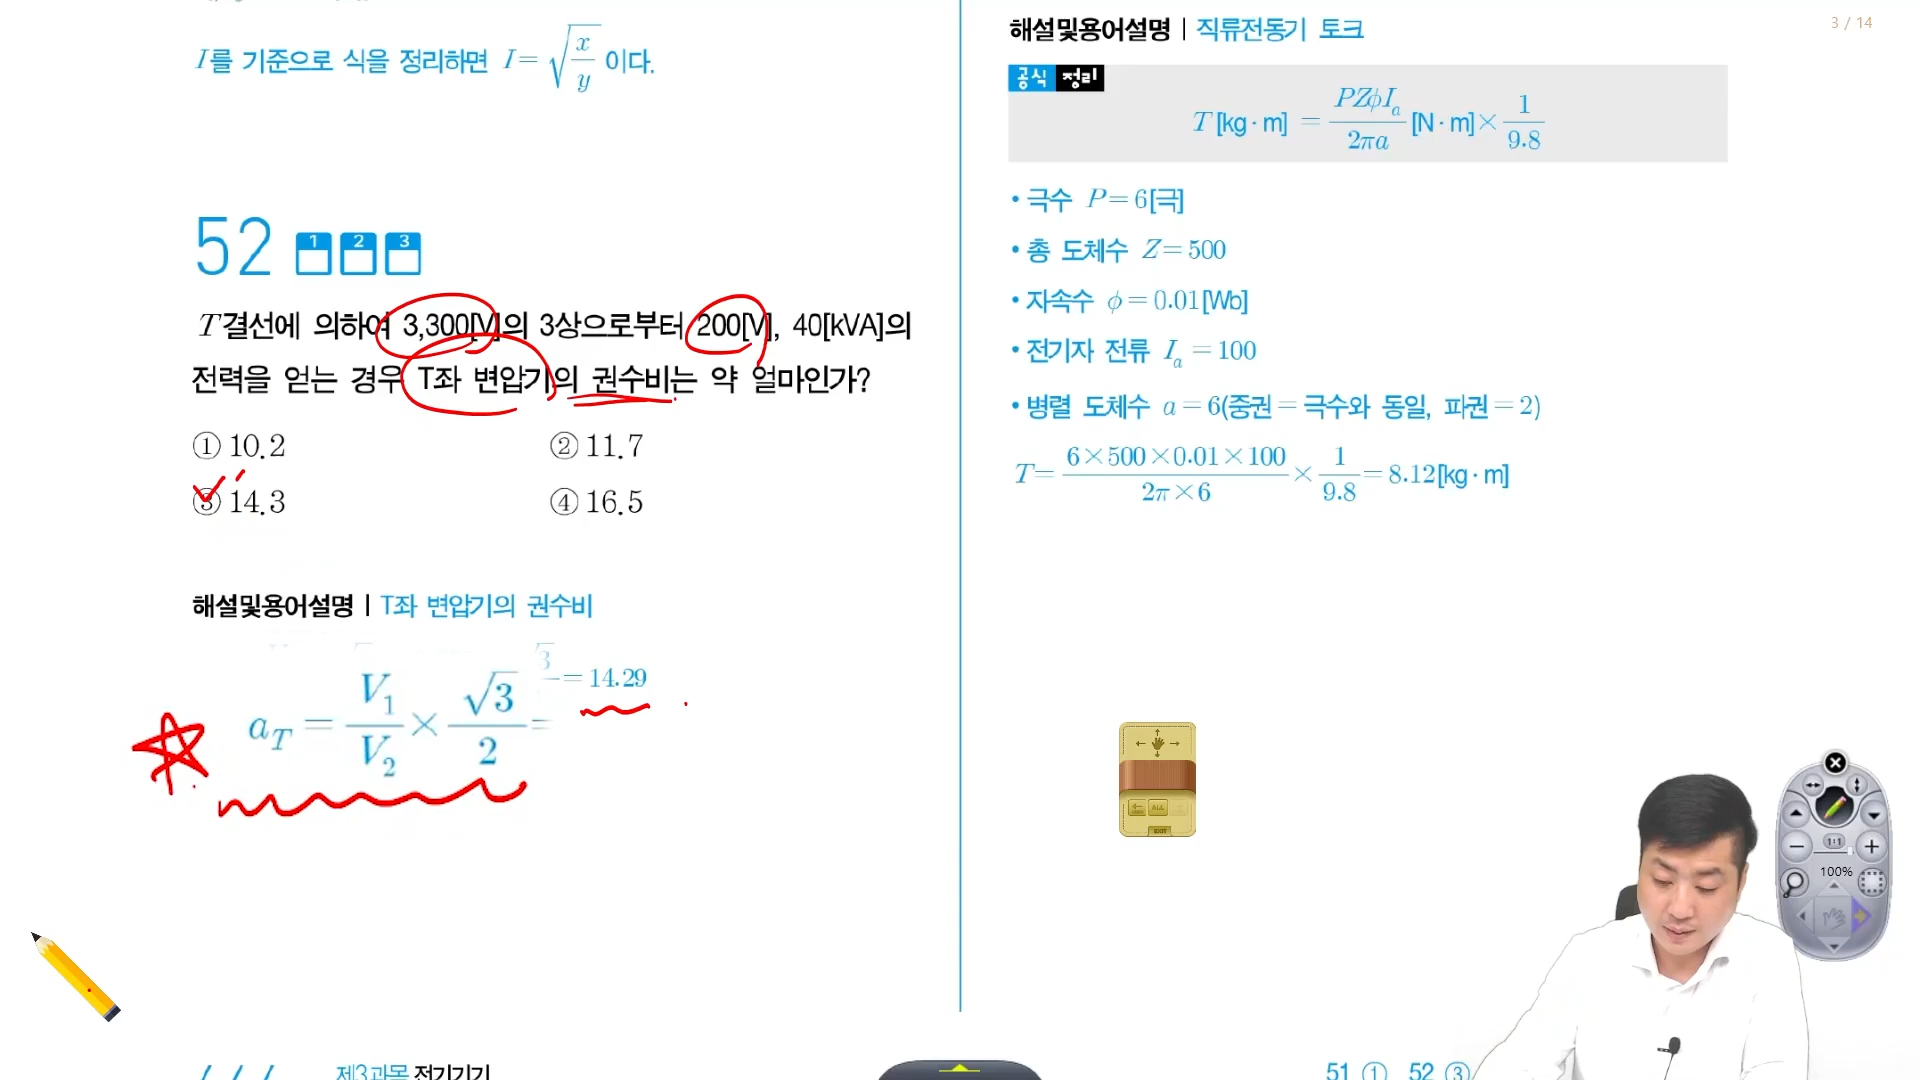 I를 기준으로 식을 정리하면 I=√(x/y) 이다.
52 1 2 3
T결선에 의하여 3,300[V]의 3상으로부터 200[V], 40[kVA]의
전력을 얻는 경우 T좌 변압기의 권수비는 약 얼마인가?
① 10.2 ② 11.7
③ 14.3 ④ 16.5
해설및용어설명 | T좌 변압기의 권수비
a_T = V₁/V₂ × √3/2 = 14.29
제3과목 전기기기
해설및용어설명 | 직류전동기 토크
3 / 14
공식 정리
T[kg·m] = PZϕI_a/2πa [N·m] × 1/9.8
• 극수 P=6[극]
• 총 도체수 Z=500
• 자속수 ϕ=0.01[Wb]
• 전기자 전류 I_a =100
• 병렬 도체수 a=6(중권=극수와 동일, 파권=2)
T= 6×500×0.01×100/2π×6 × 1/9.8 = 8.12[kg·m]
ALL
EXIT
1:1
100%
51 ① 52 ③